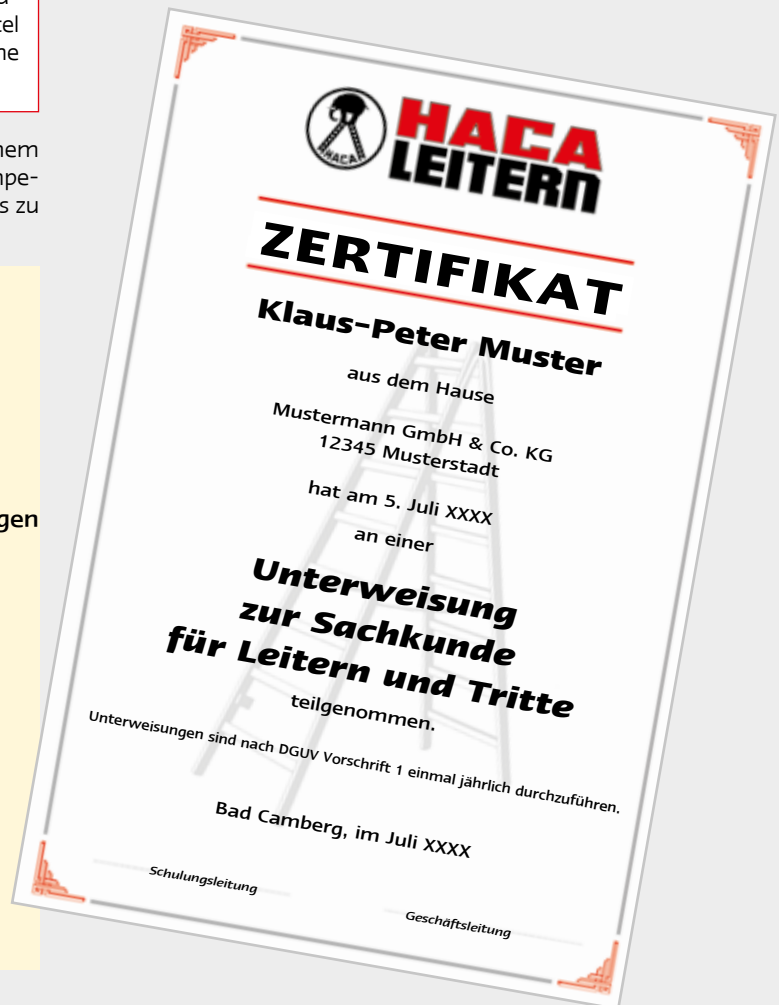 HACA
HACA
LEITERN
ZERTIFIKAT
Klaus-Peter Muster
aus dem Hause
Mustermann GmbH & Co. KG
12345 Musterstadt
hat am 5. Juli XXXX
an einer
Unterweisung
zur Sachkunde
für Leitern und Tritte
teilgenommen.
Unterweisungen sind nach DGUV Vorschrift 1 einmal jährlich durchzuführen.
Bad Camberg, im Juli XXXX
Schulungsleitung
Geschäftsleitung
s zu